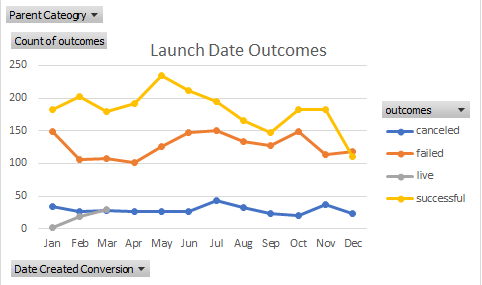 Parent Cateogry
Count of outcomes
Launch Date Outcomes
250
200
150
100
50
0
Jan Feb Mar Apr May Jun Jul Aug Sep Oct Nov Dec
outcomes
canceled
failed
live
successful
Date Created Conversion